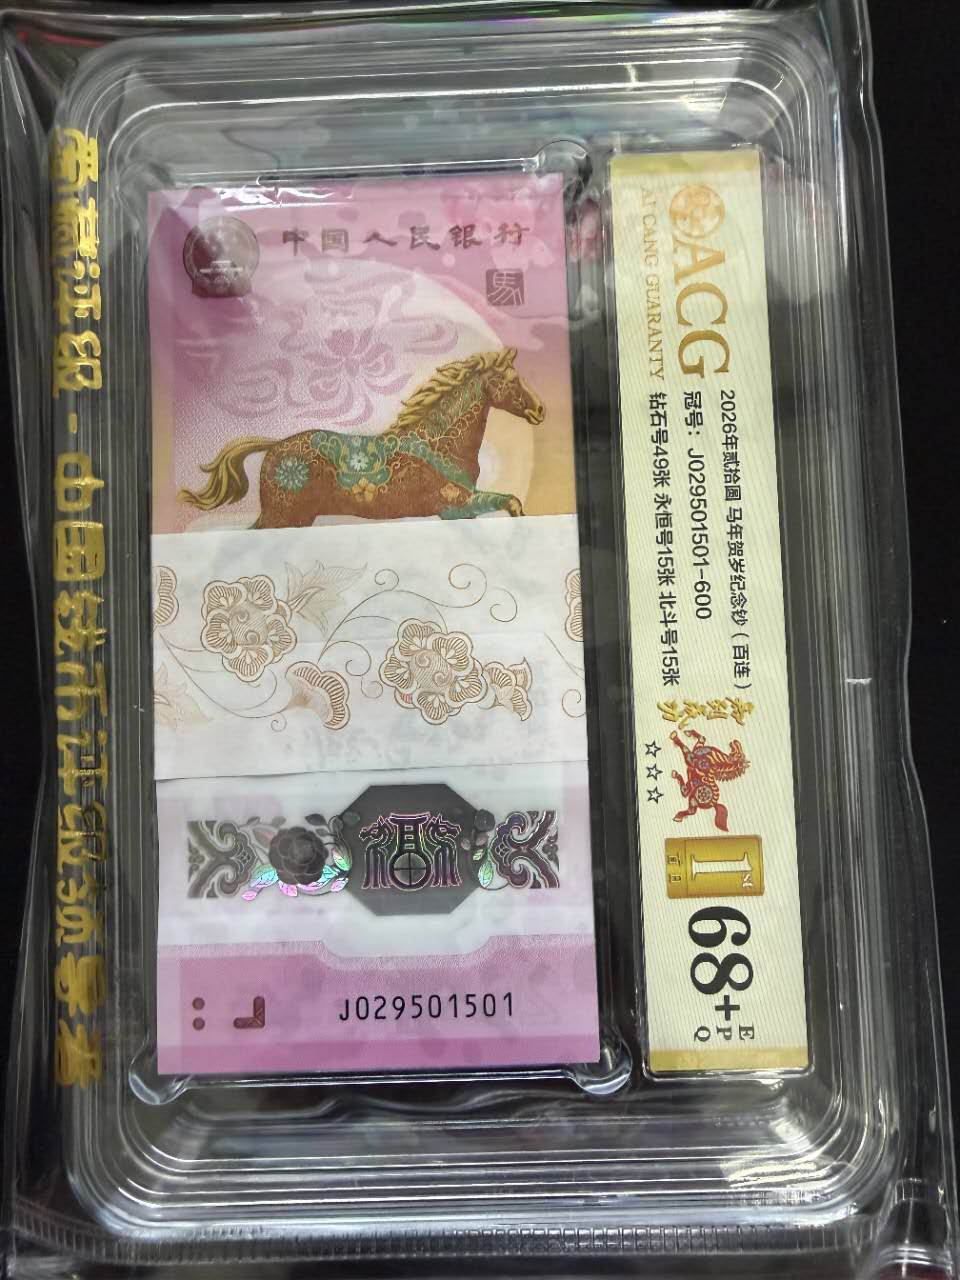 中国人民银行
馬
J029501501
ACG
AI CANG GUARANTY
2026年贰拾圆 马年贺岁纪念钞（百连）
冠号：J029501501-600
钻石号49张 永恒号15张 北斗号15张
☆☆☆
1ST
68+
E
P
Q